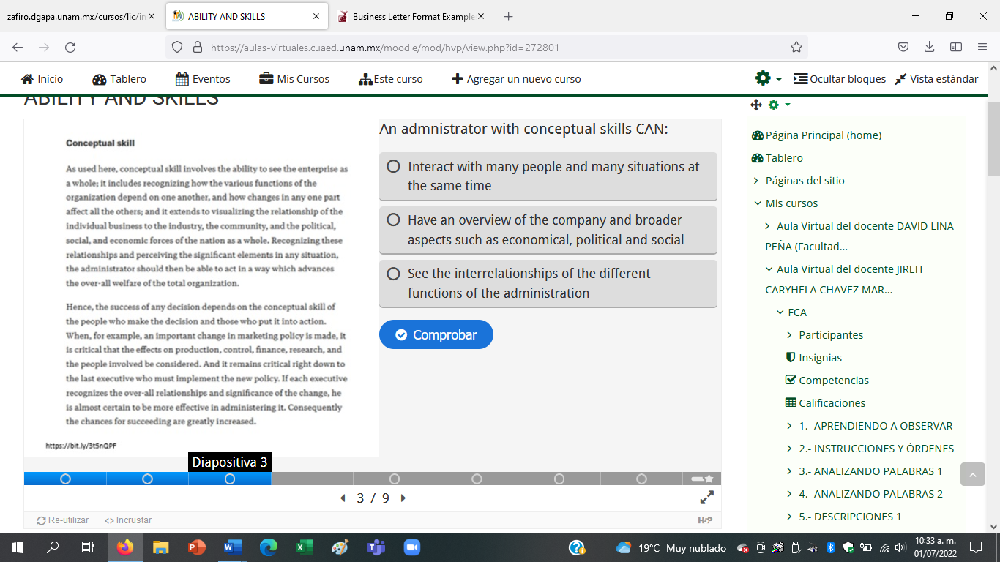 zafiro.dgapa.unam.mx/cursos/lic/in
ABILITY AND SKILLS
Business Letter Format Example
https://aulas-virtuales.cuaed.unam.mx/moodle/mod/hvp/view.php?id=272801
Inicio
Tablero
Eventos
Mis Cursos
Este curso
Agregar un nuevo curso
Ocultar bloques
Vista estándar
ABILITY AND SKILLS
Conceptual skill
As used here, conceptual skill involves the ability to see the enterprise as
a whole; it includes recognizing how the various functions of the
organization depend on one another, and how changes in any one part
affect all the others; and it extends to visualizing the relationship of the
individual business to the industry, the community, and the political,
social, and economic forces of the nation as a whole. Recognizing these
relationships and perceiving the significant elements in any situation,
the administrator should then be able to act in a way which advances
the over-all welfare of the total organization.
Hence, the success of any decision depends on the conceptual skill of
the people who make the decision and those who put it into action.
When, for example, an important change in marketing policy is made, it
is critical that the effects on production, control, finance, research, and
the people involved be considered. And it remains critical right down to
the last executive who must implement the new policy. If each executive
recognizes the over-all relationships and significance of the change, he
is almost certain to be more effective in administering it. Consequently
the chances for succeeding are greatly increased.
https://bit.ly/3t5nQPF
An admnistrator with conceptual skills CAN:
Interact with many people and many situations at
the same time
Have an overview of the company and broader
aspects such as economical, political and social
See the interrelationships of the different
functions of the administration
Comprobar
Diapositiva 3
3 / 9
Re-utilizar
Incrustar
H-P
Página Principal (home)
Tablero
Páginas del sitio
Mis cursos
Aula Virtual del docente DAVID LINA
PEÑA (Facultad...
Aula Virtual del docente JIREH
CARYHELA CHAVEZ MAR...
FCA
Participantes
Insignias
Competencias
Calificaciones
1.- APRENDIENDO A OBSERVAR
2.- INSTRUCCIONES Y ÓRDENES
3.- ANALIZANDO PALABRAS 1
4.- ANALIZANDO PALABRAS 2
5.- DESCRIPCIONES 1
19°C Muy nublado
10:33 a. m.
01/07/2022